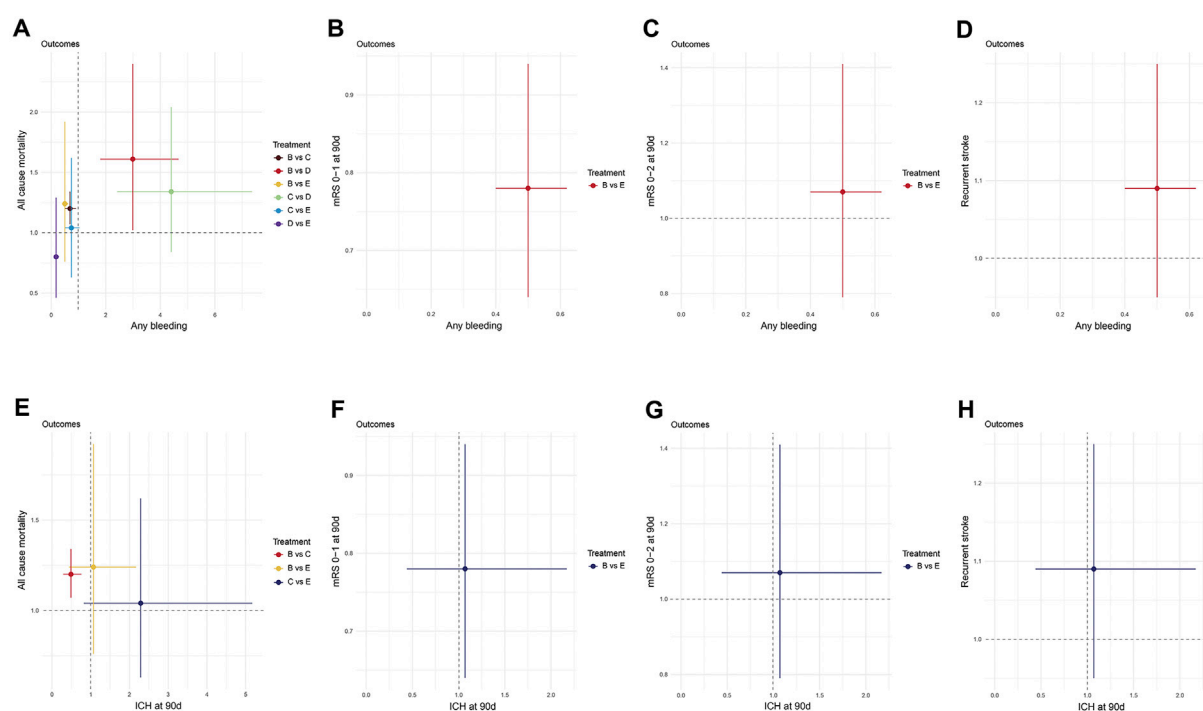 A
Outcomes
All cause mortality
2.0
1.5
1.0
0.5
0
2
4
6
Any bleeding
Treatment
B vs C
B vs D
B vs E
C vs D
C vs E
D vs E
B
Outcomes
mRS 0−1 at 90d
0.9
0.8
0.7
0.0
0.2
0.4
0.6
Any bleeding
Treatment
B vs E
C
Outcomes
mRS 0−2 at 90d
1.4
1.2
1.0
0.8
0.0
0.2
0.4
0.6
Any bleeding
Treatment
B vs E
D
Outcomes
Recurrent stroke
1.2
1.1
1.0
0.0
0.2
0.4
0.6
Any bleeding
E
Outcomes
All cause mortality
1.5
1.0
0
1
2
3
4
5
ICH at 90d
Treatment
B vs C
B vs E
C vs E
F
Outcomes
mRS 0−1 at 90d
0.9
0.8
0.7
0.0
0.5
1.0
1.5
2.0
ICH at 90d
Treatment
B vs E
G
Outcomes
mRS 0−2 at 90d
1.4
1.2
1.0
0.8
0.0
0.5
1.0
1.5
2.0
ICH at 90d
Treatment
B vs E
H
Outcomes
Recurrent stroke
1.2
1.1
1.0
0.0
0.5
1.0
1.5
2.0
ICH at 90d